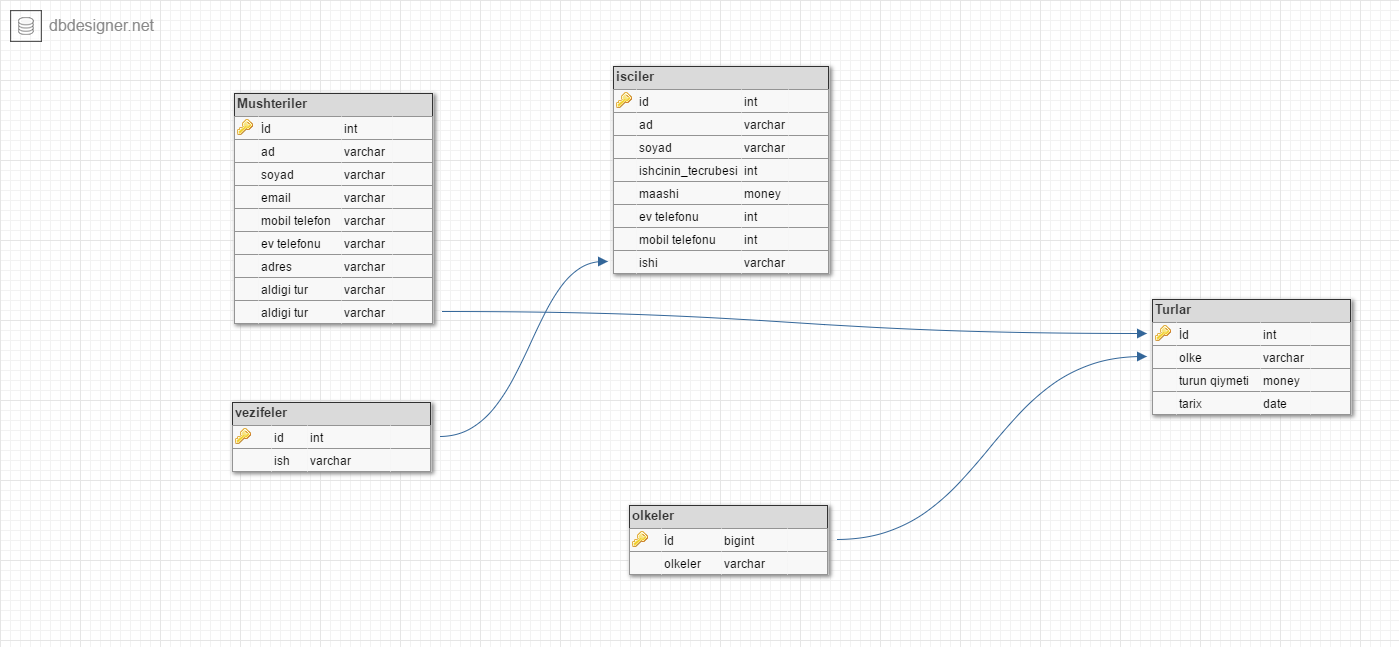 dbdesigner.net
Mushteriler
İd int
ad varchar
soyad varchar
email varchar
mobil telefon varchar
ev telefonu varchar
adres varchar
aldigi tur varchar
aldigi tur varchar
isciler
id int
ad varchar
soyad varchar
ishcinin_tecrubesi int
maashi money
ev telefonu int
mobil telefonu int
ishi varchar
Turlar
İd int
olke varchar
turun qiymeti money
tarix date
vezifeler
id int
ish varchar
olkeler
İd bigint
olkeler varchar